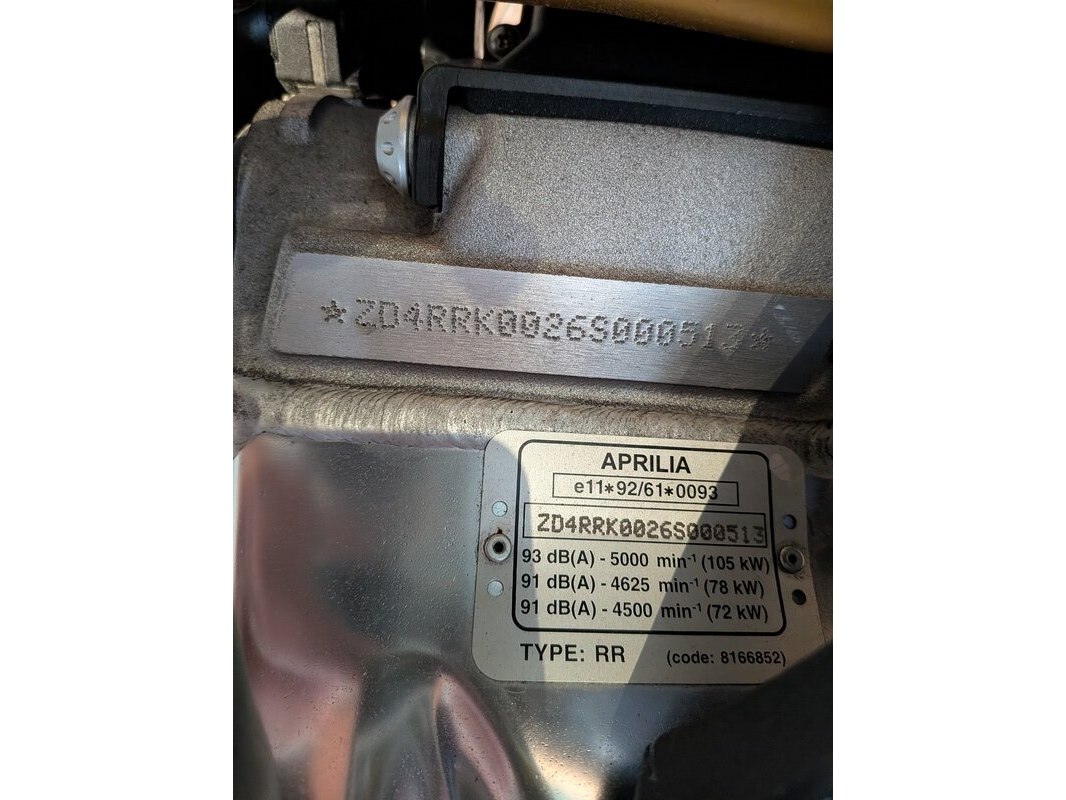 *ZD4RRK0026S000513*
APRILIA
e11*92/61*0093
ZD4RRK0026S000513
93 dB(A) - 5000 min⁻¹ (105 kW)
91 dB(A) - 4625 min⁻¹ (78 kW)
91 dB(A) - 4500 min⁻¹ (72 kW)
TYPE: RR (code: 8166852)